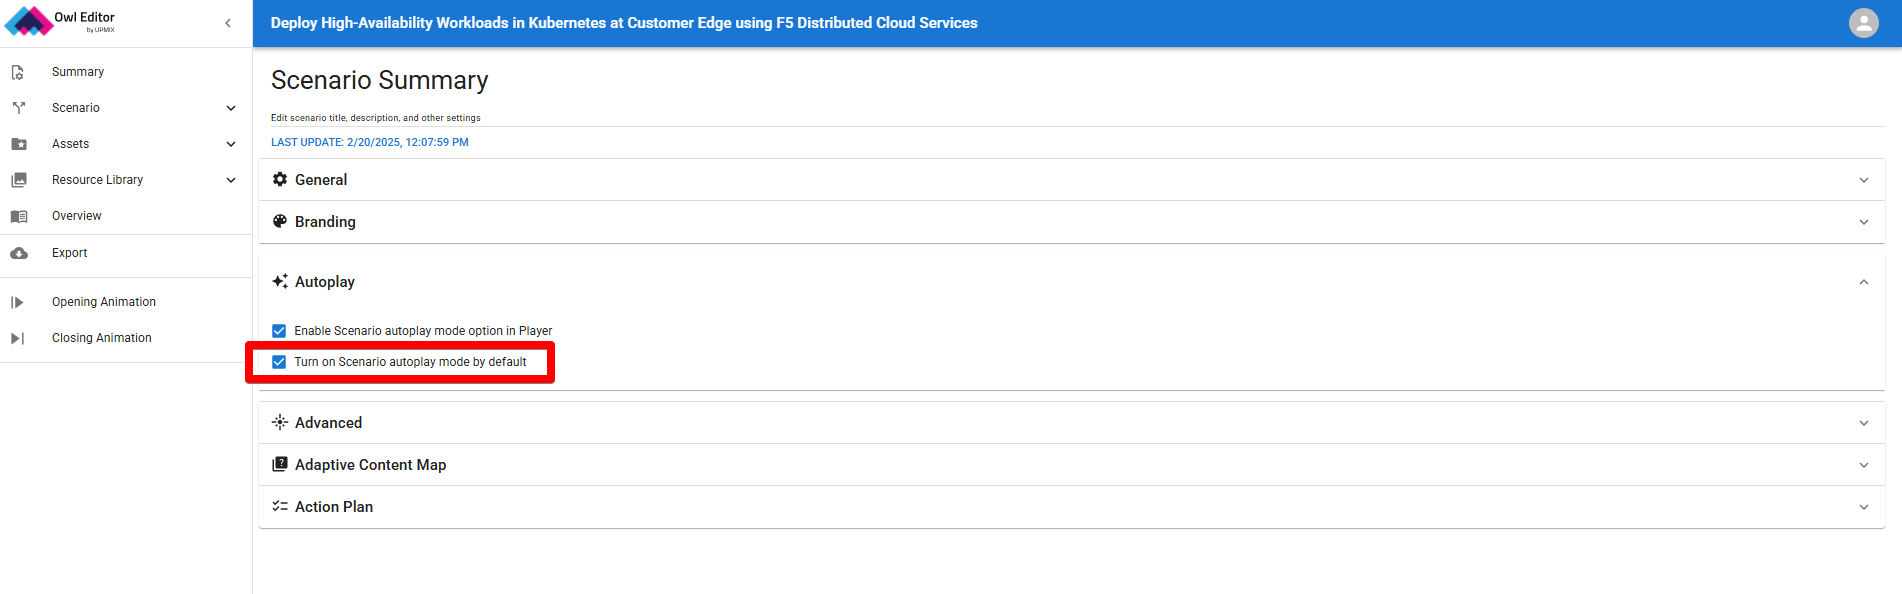 Owl Editor
by UPMIX
Deploy High-Availability Workloads in Kubernetes at Customer Edge using F5 Distributed Cloud Services
Summary
Scenario
Assets
Resource Library
Overview
Export
Opening Animation
Closing Animation
Scenario Summary
Edit scenario title, description, and other settings
LAST UPDATE: 2/20/2025, 12:07:59 PM
General
Branding
Autoplay
Enable Scenario autoplay mode option in Player
Turn on Scenario autoplay mode by default
Advanced
Adaptive Content Map
Action Plan